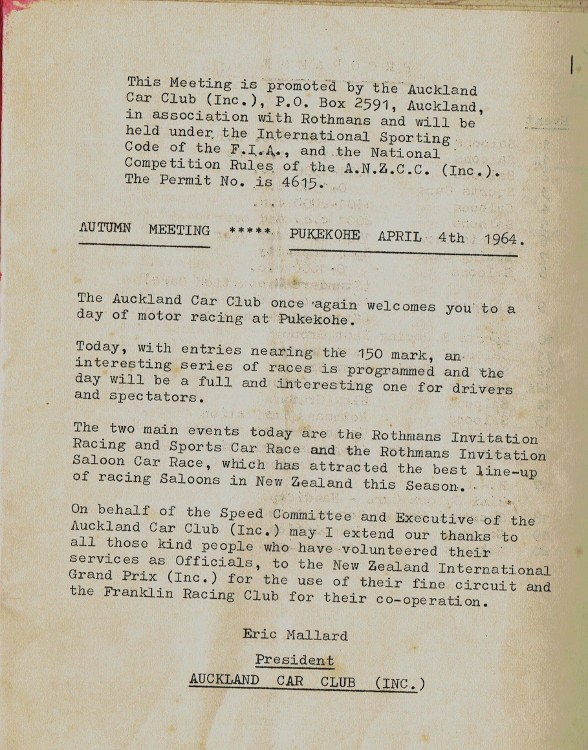 This Meeting is promoted by the Auckland
Car Club (Inc.), P.O. Box 2591, Auckland,
in association with Rothmans and will be
held under the International Sporting
Code of the F.I.A., and the National
Competition Rules of the A.N.Z.C.C. (Inc.).
The Permit No. is 4615.
AUTUMN MEETING ***** PUKEKOHE APRIL 4th 1964.
The Auckland Car Club once again welcomes you to a
day of motor racing at Pukekohe.
Today, with entries nearing the 150 mark, an
interesting series of races is programmed and the
day will be a full and interesting one for drivers
and spectators.
The two main events today are the Rothmans Invitation
Racing and Sports Car Race and the Rothmans Invitation
Saloon Car Race, which has attracted the best line-up
of racing Saloons in New Zealand this Season.
On behalf of the Speed Committee and Executive of the
Auckland Car Club (Inc.) may I extend our thanks to
all those kind people who have volunteered their
services as Officials, to the New Zealand International
Grand Prix (Inc.) for the use of their fine circuit and
the Franklin Racing Club for their co-operation.
Eric Mallard
President
AUCKLAND CAR CLUB (INC.)